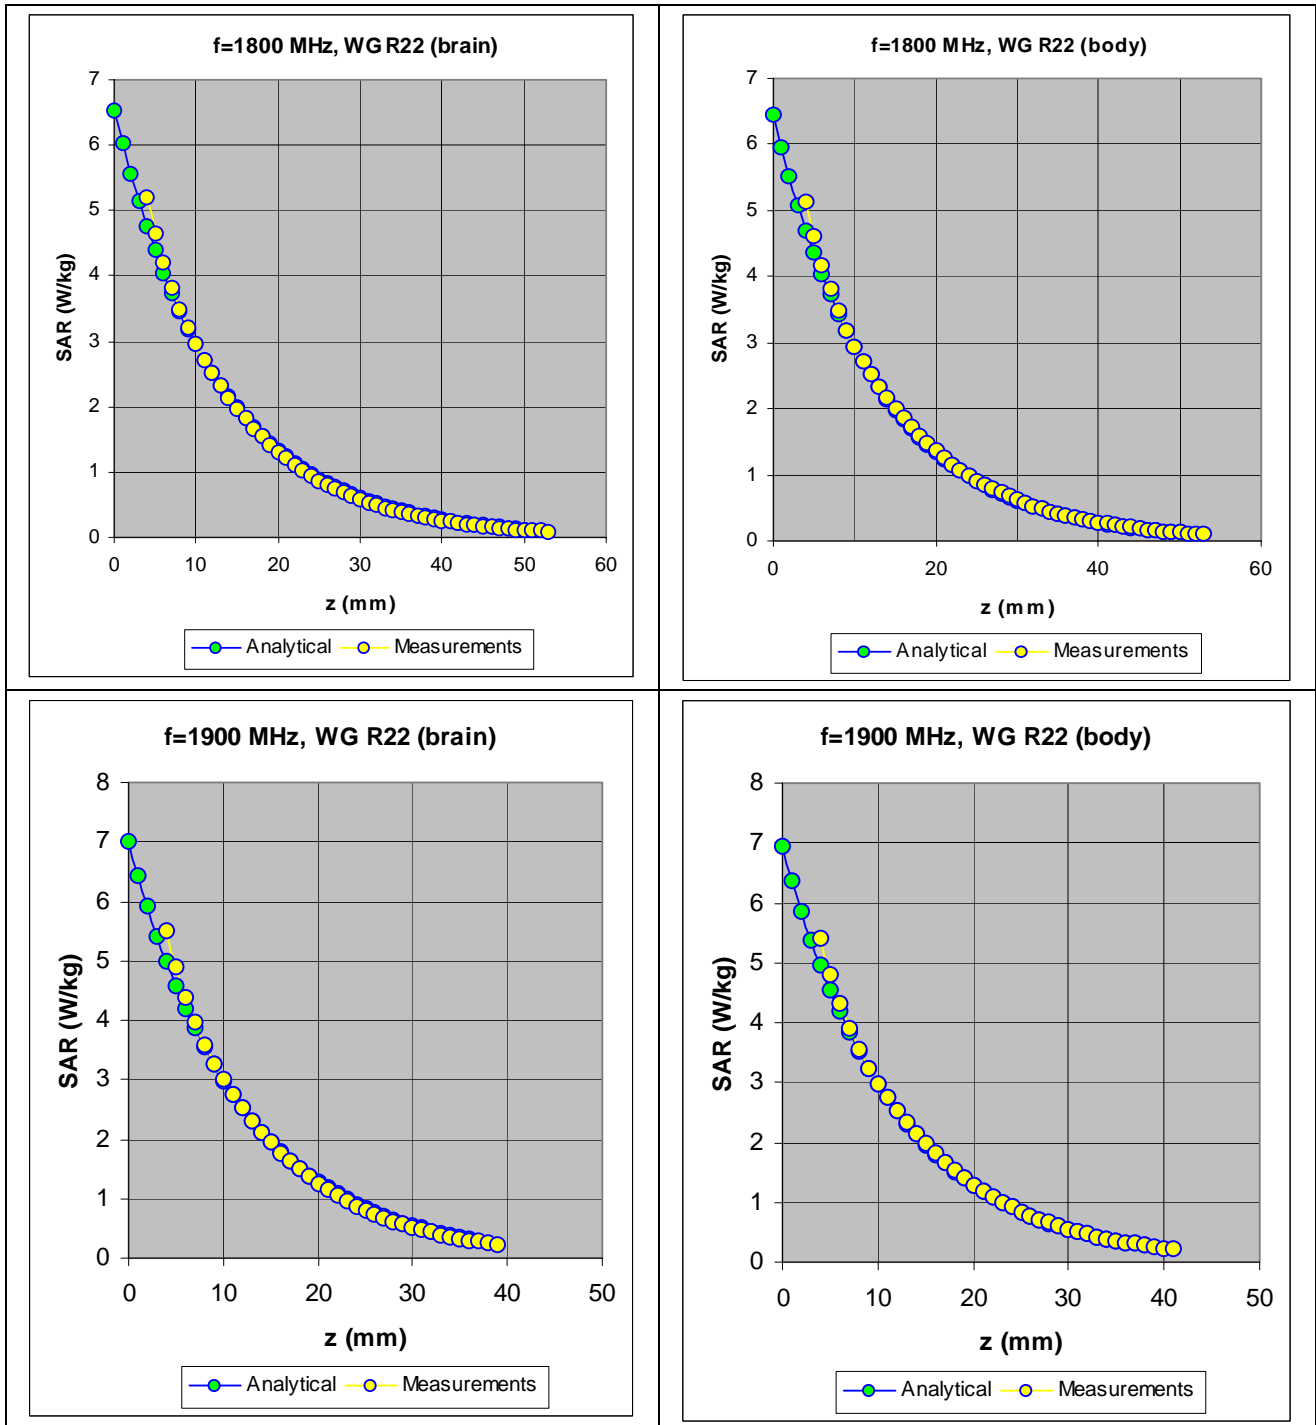 f=1800 MHz, WG R22 (brain)
7
6
5
4
3
2
1
0
SAR (W/kg)
0 10 20 30 40 50 60
z (mm)
Analytical Measurements
f=1800 MHz, WG R22 (body)
7
6
5
4
3
2
1
0
SAR (W/kg)
0 20 40 60
z (mm)
Analytical Measurements
f=1900 MHz, WG R22 (brain)
8
7
6
5
4
3
2
1
0
SAR (W/kg)
0 10 20 30 40 50
z (mm)
Analytical Measurements
f=1900 MHz, WG R22 (body)
8
7
6
5
4
3
2
1
0
SAR (W/kg)
0 10 20 30 40 50
z (mm)
Analytical Measurements